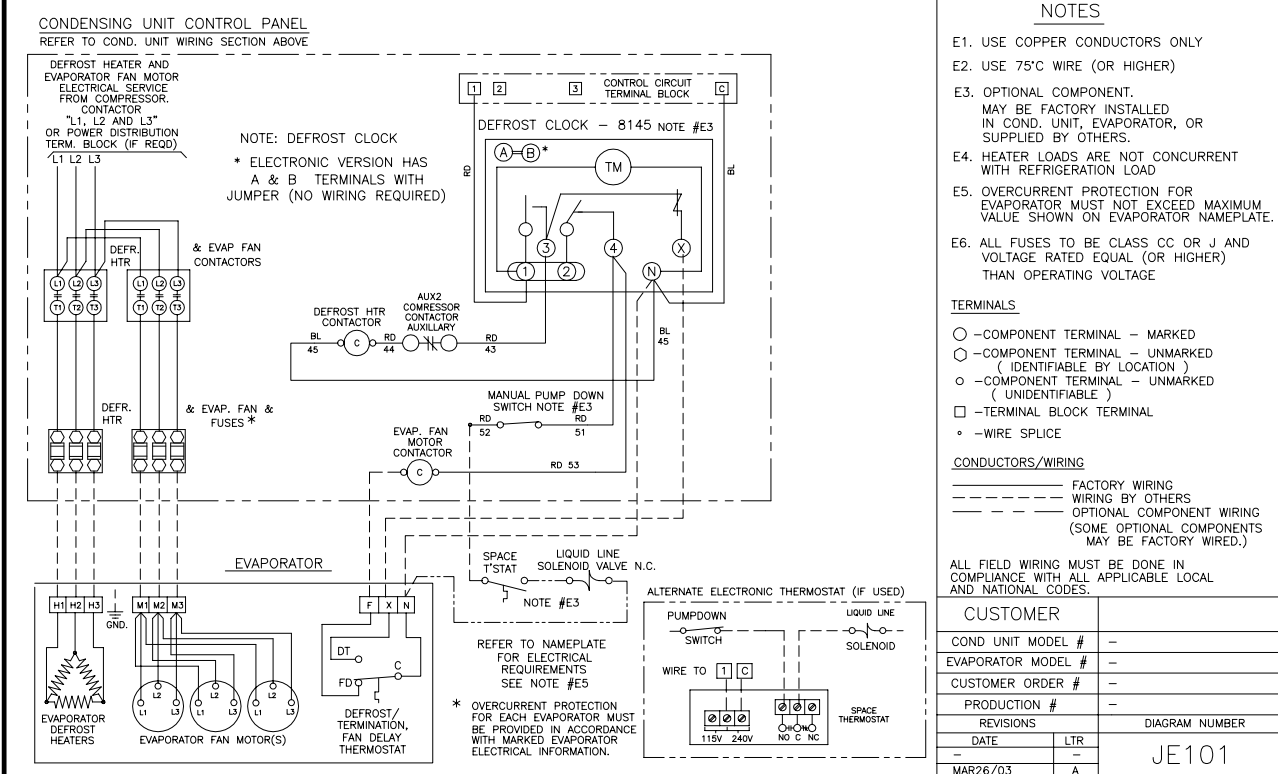 CONDENSING UNIT CONTROL PANEL
REFER TO COND. UNIT WIRING SECTION ABOVE
DEFROST HEATER AND
EVAPORATOR FAN MOTOR
ELECTRICAL SERVICE
FROM COMPRESSOR.
CONTACTOR
"L1, L2 AND L3"
OR POWER DISTRIBUTION
TERM. BLOCK (IF REQD)
L1 L2 L3
NOTE: DEFROST CLOCK
* ELECTRONIC VERSION HAS
A & B TERMINALS WITH
JUMPER (NO WIRING REQUIRED)
1 2 3 CONTROL CIRCUIT C
TERMINAL BLOCK
DEFROST CLOCK - 8145 NOTE #E3
RD
A B *
TM
BL
3 4 X
1 2 N
DEFR.
HTR
& EVAP FAN
CONTACTORS
L1 L2 L3 L1 L2 L3
T1 T2 T3 T1 T2 T3
DEFROST HTR
CONTACTOR
AUX2
COMRESSOR
CONTACTOR
AUXILLARY
BL
45
C
RD
44
RD
43
BL
45
MANUAL PUMP DOWN
SWITCH NOTE #E3
RD
52
RD
51
DEFR.
HTR
& EVAP. FAN &
FUSES *
EVAP. FAN
MOTOR
CONTACTOR
C
RD 53
EVAPORATOR
H1 H2 H3
GND.
M1 M2 M3
F X N
L2 L2 L2
L1 L3 L1 L3 L1 L3
EVAPORATOR
DEFROST
HEATERS
EVAPORATOR FAN MOTOR(S)
DT
C
FD
DEFROST/
TERMINATION,
FAN DELAY
THERMOSTAT
SPACE
T'STAT
LIQUID LINE
SOLENOID VALVE N.C.
NOTE #E3
REFER TO NAMEPLATE
FOR ELECTRICAL
REQUIREMENTS
SEE NOTE #E5
* OVERCURRENT PROTECTION
FOR EACH EVAPORATOR MUST
BE PROVIDED IN ACCORDANCE
WITH MARKED EVAPORATOR
ELECTRICAL INFORMATION.
ALTERNATE ELECTRONIC THERMOSTAT (IF USED)
PUMPDOWN
SWITCH
LIQUID LINE
SOLENOID
WIRE TO 1 C
115V 240V
NO C NC
SPACE
THERMOSTAT
NOTES
E1. USE COPPER CONDUCTORS ONLY
E2. USE 75°C WIRE (OR HIGHER)
E3. OPTIONAL COMPONENT.
MAY BE FACTORY INSTALLED
IN COND. UNIT, EVAPORATOR, OR
SUPPLIED BY OTHERS.
E4. HEATER LOADS ARE NOT CONCURRENT
WITH REFRIGERATION LOAD
E5. OVERCURRENT PROTECTION FOR
EVAPORATOR MUST NOT EXCEED MAXIMUM
VALUE SHOWN ON EVAPORATOR NAMEPLATE.
E6. ALL FUSES TO BE CLASS CC OR J AND
VOLTAGE RATED EQUAL (OR HIGHER)
THAN OPERATING VOLTAGE
TERMINALS
-COMPONENT TERMINAL - MARKED
-COMPONENT TERMINAL - UNMARKED
( IDENTIFIABLE BY LOCATION )
-COMPONENT TERMINAL - UNMARKED
( UNIDENTIFIABLE )
-TERMINAL BLOCK TERMINAL
-WIRE SPLICE
CONDUCTORS/WIRING
FACTORY WIRING
WIRING BY OTHERS
OPTIONAL COMPONENT WIRING
(SOME OPTIONAL COMPONENTS
MAY BE FACTORY WIRED.)
ALL FIELD WIRING MUST BE DONE IN
COMPLIANCE WITH ALL APPLICABLE LOCAL
AND NATIONAL CODES.
CUSTOMER
COND UNIT MODEL # -
EVAPORATOR MODEL # -
CUSTOMER ORDER # -
PRODUCTION # -
REVISIONS DIAGRAM NUMBER
DATE LTR
- -
JE101
MAR26/03 A